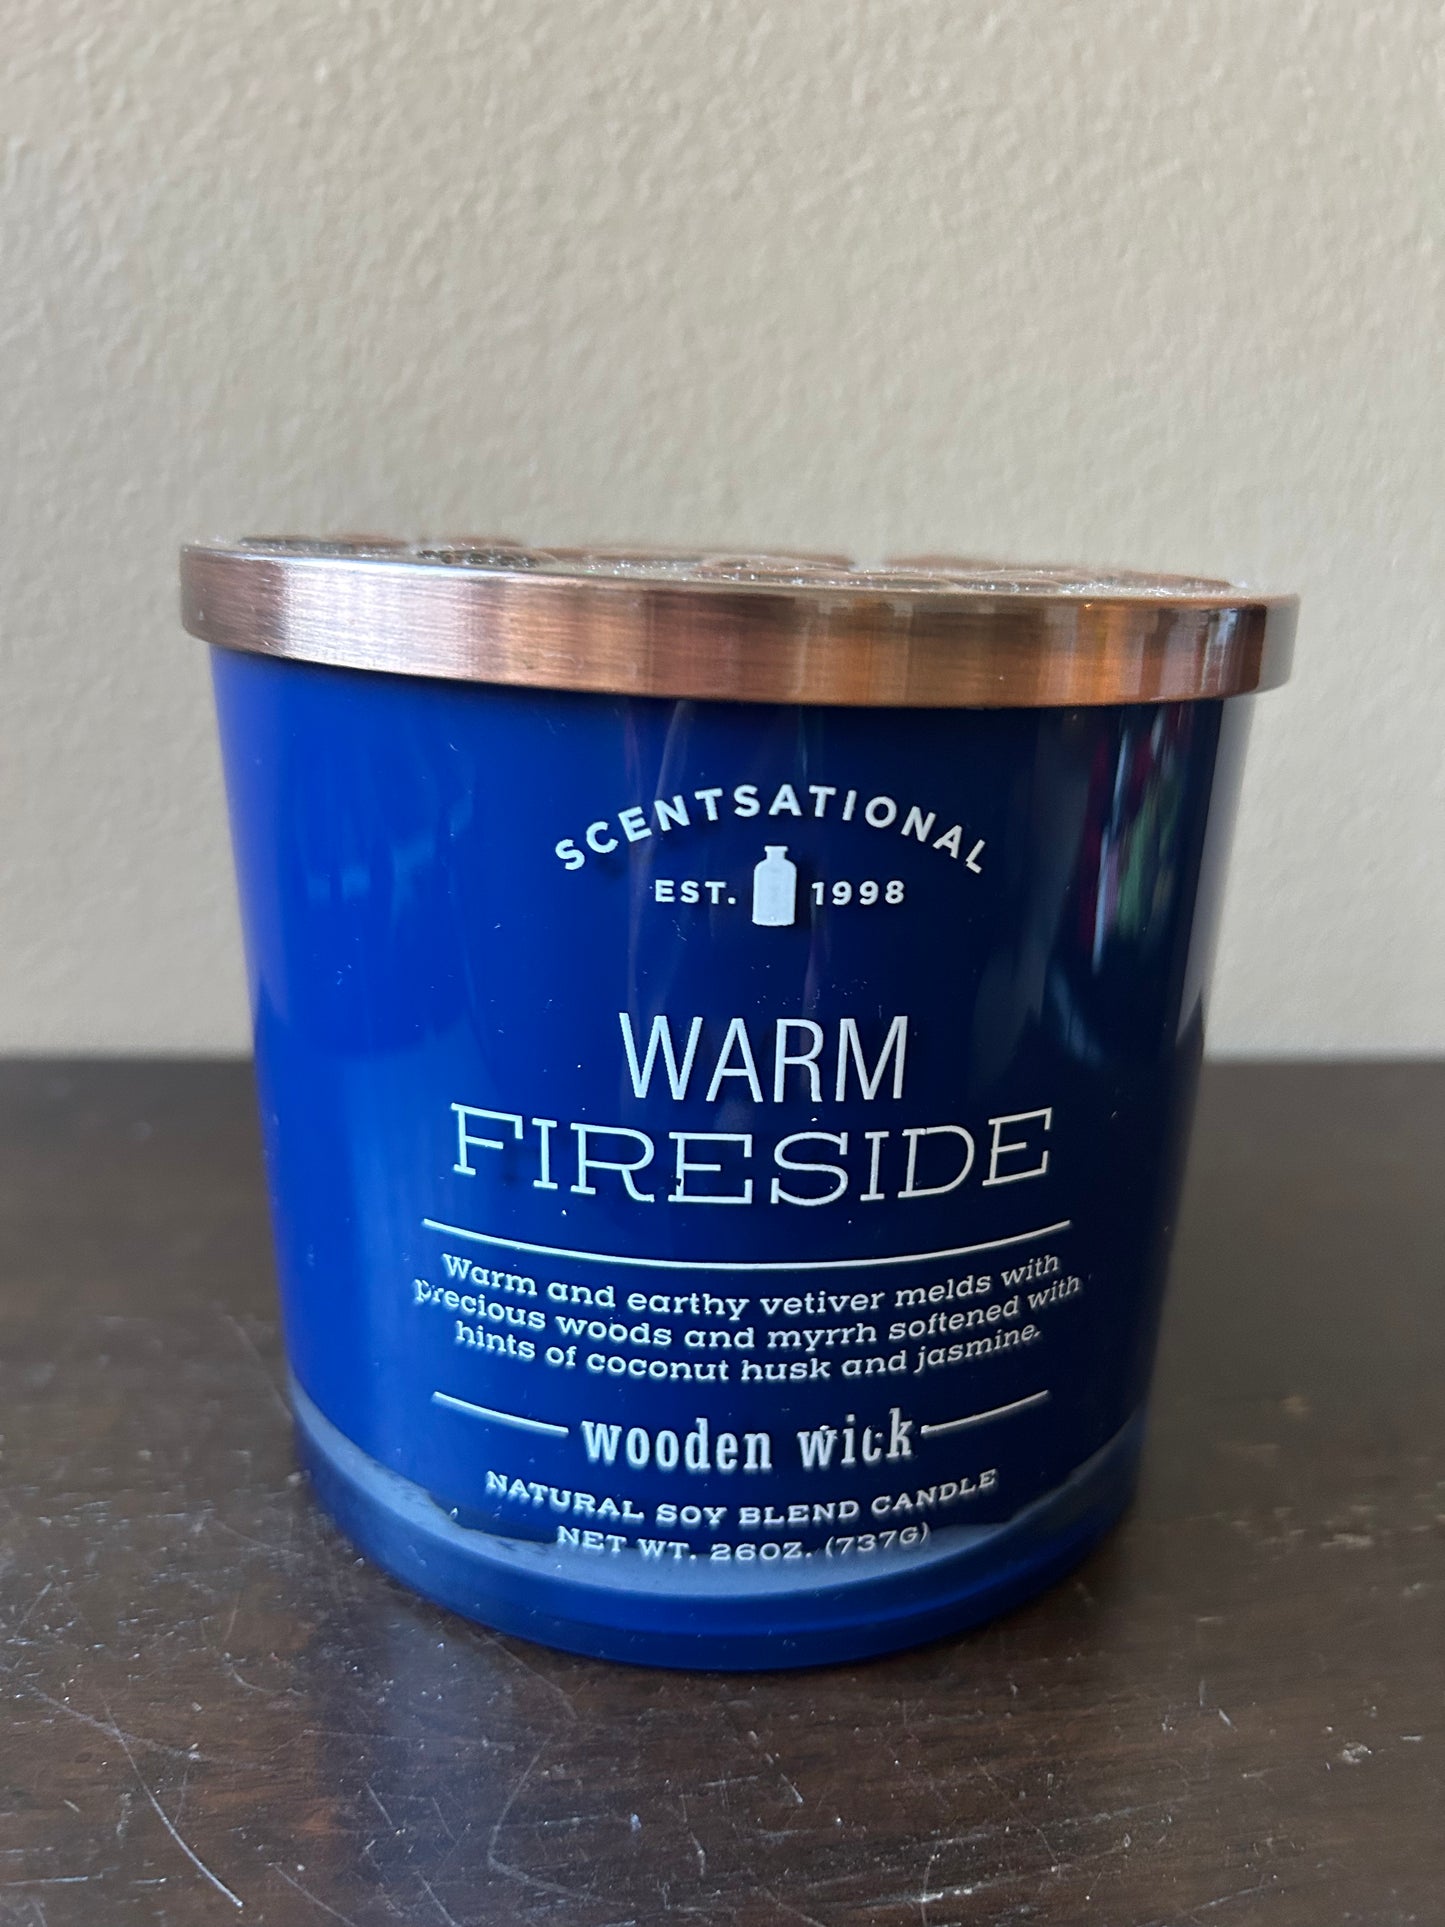 SCENTSATIONAL
EST. 1998
WARM
FIRESIDE
Warm and earthy vetiver melds with
precious woods and myrrh softened with
hints of coconut husk and jasmine.
wooden wick
NATURAL SOY BLEND CANDLE
NET WT. 26OZ. (737G)